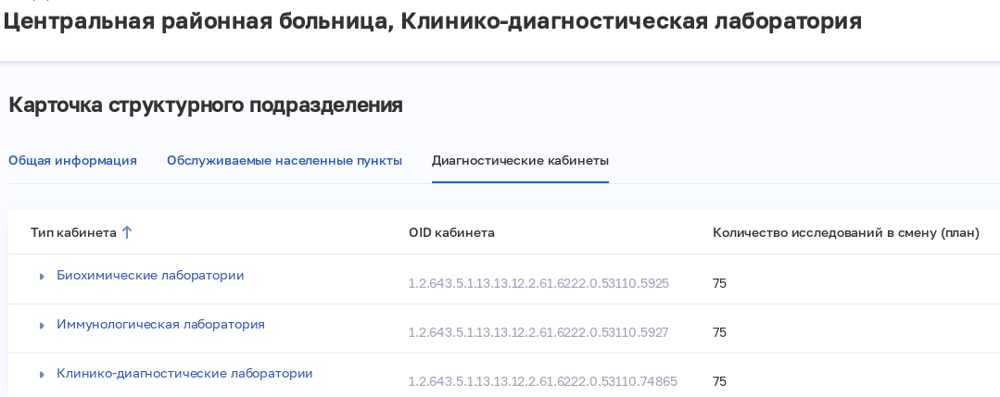 Центральная районная больница, Клинико-диагностическая лаборатория
Карточка структурного подразделения
Общая информация Обслуживаемые населенные пункты Диагностические кабинеты
Тип кабинета OID кабинета Количество исследований в смену (план)
Биохимические лаборатории 1.2.643.5.1.13.13.12.2.61.6222.0.53110.5925 75
Иммунологическая лаборатория 1.2.643.5.1.13.13.12.2.61.6222.0.53110.5927 75
Клинико-диагностические лаборатории 1.2.643.5.1.13.13.12.2.61.6222.0.53110.74865 75